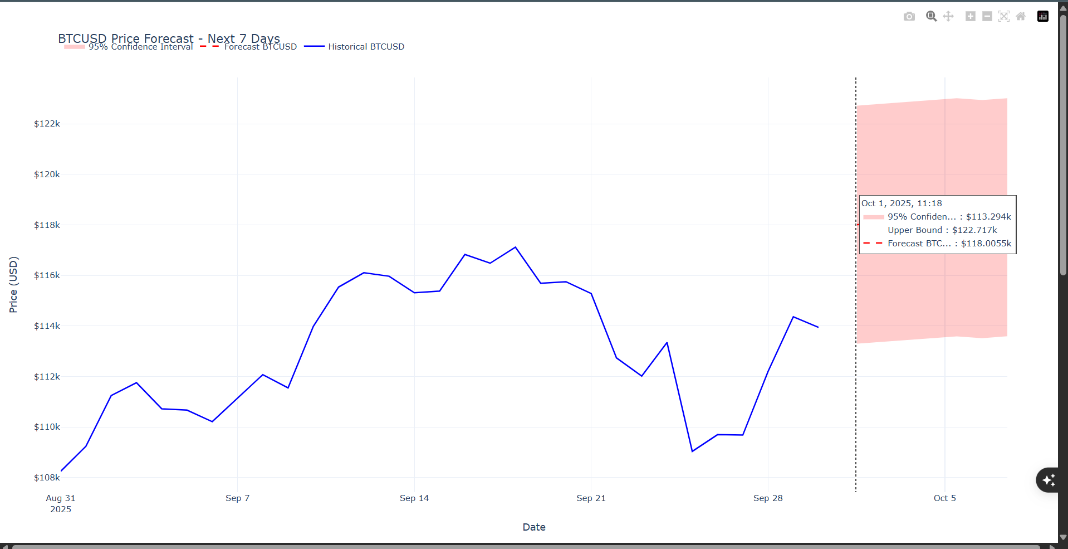 BTCUSD Price Forecast - Next 7 Days
95% Confidence Interval Forecast BTCUSD Historical BTCUSD
$122k
$120k
$118k
$116k
$114k
$112k
$110k
$108k
Price (USD)
Oct 1, 2025, 11:18
95% Confiden... : $113.294k
Upper Bound : $122.717k
Forecast BTC... : $118.0055k
Aug 31 Sep 7 Sep 14 Sep 21 Sep 28 Oct 5
2025
Date